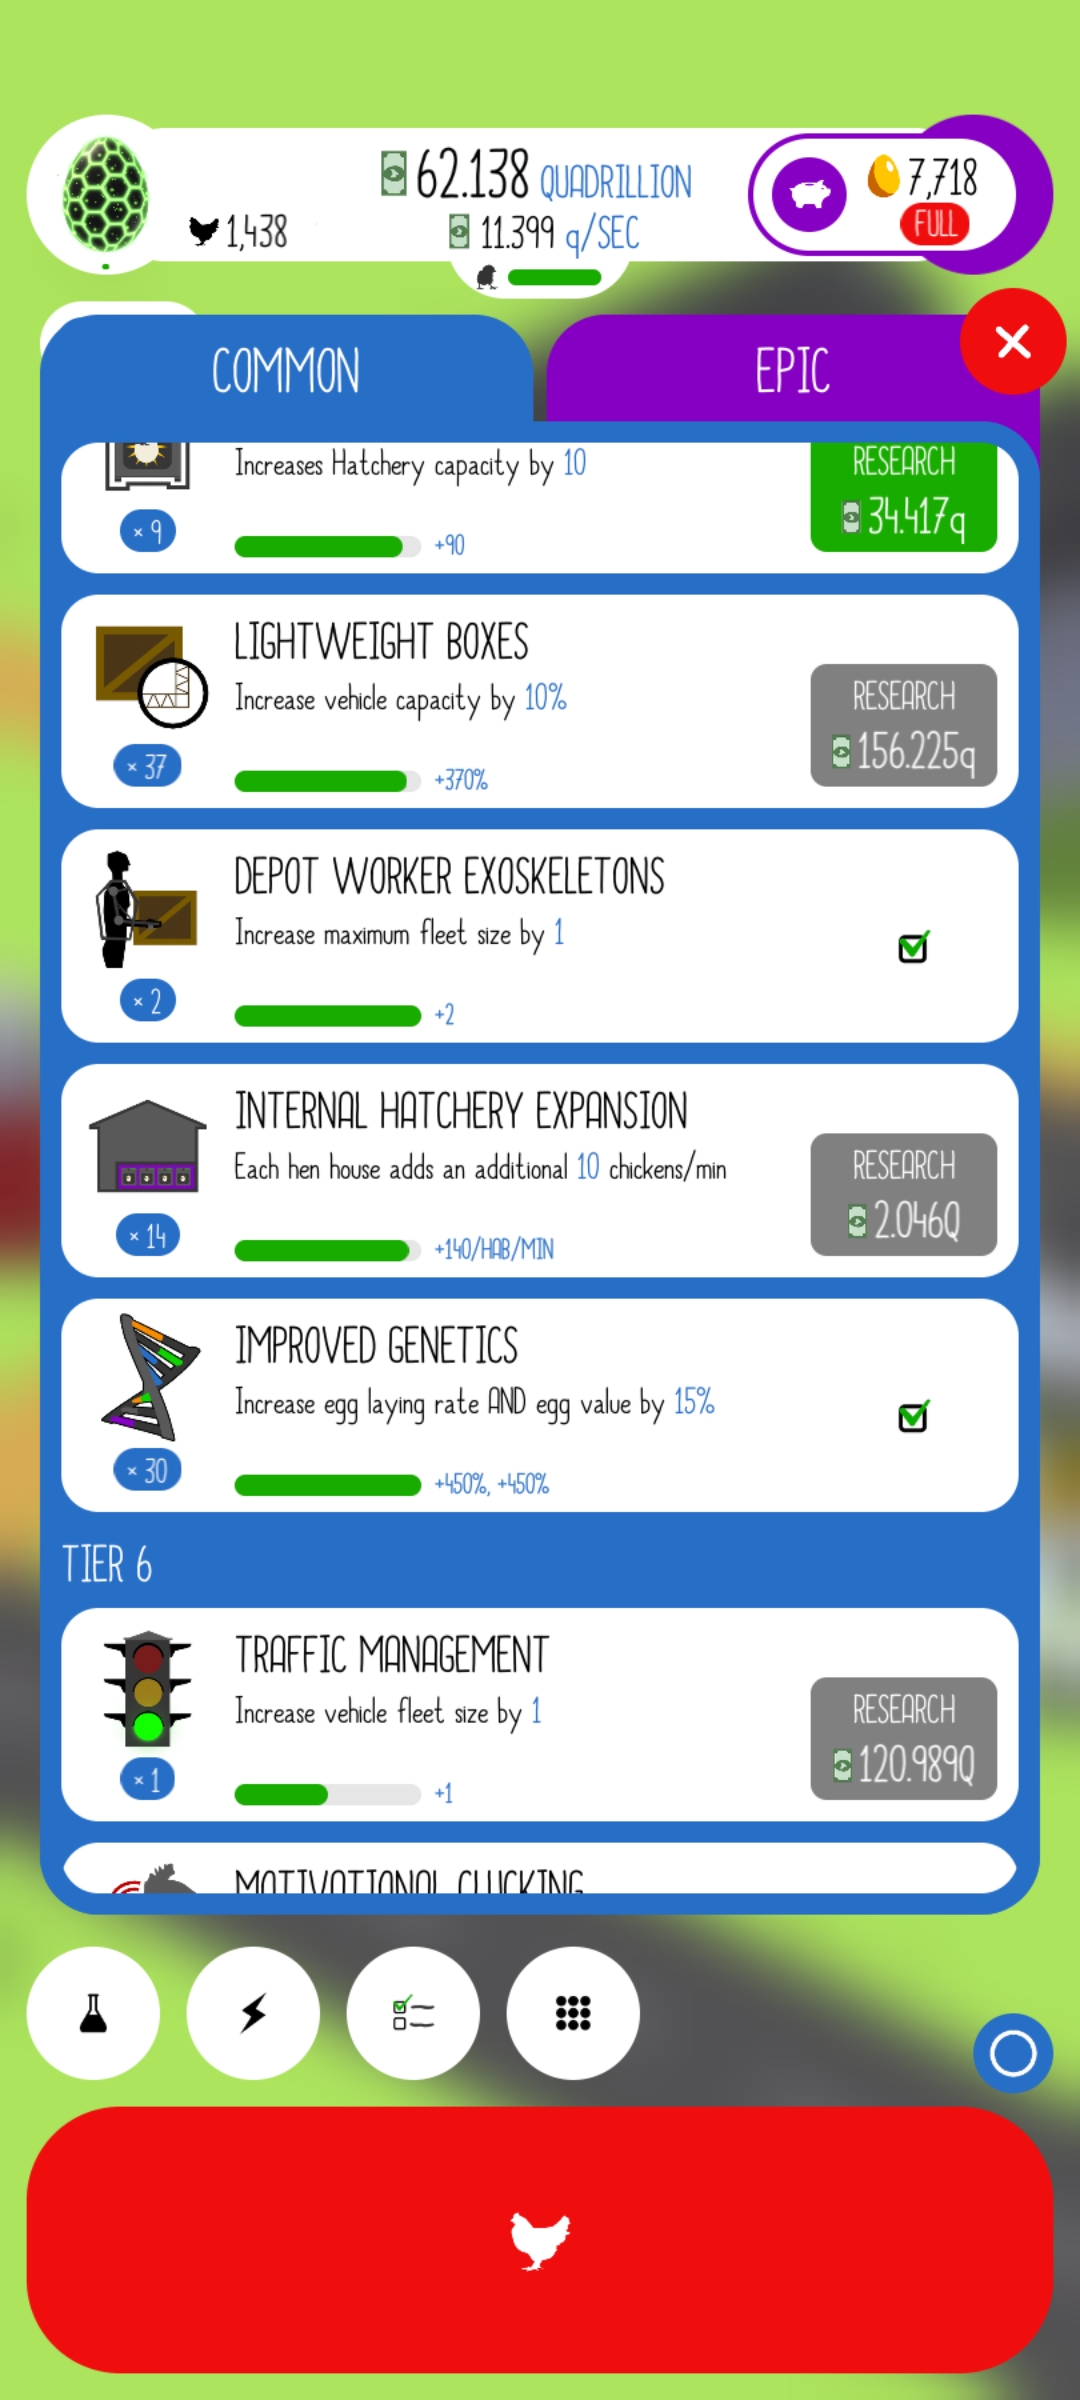 62.138 QUADRILLION
7,718
1,438
11.399 q/SEC
FULL
COMMON
EPIC
Increases Hatchery capacity by 10
RESEARCH
34.417q
× 9
+90
LIGHTWEIGHT BOXES
Increase vehicle capacity by 10%
RESEARCH
156.225q
× 37
+370%
DEPOT WORKER EXOSKELETONS
Increase maximum fleet size by 1
× 2
+2
INTERNAL HATCHERY EXPANSION
Each hen house adds an additional 10 chickens/min
RESEARCH
2.046Q
× 14
+140/HAB/MIN
IMPROVED GENETICS
Increase egg laying rate AND egg value by 15%
× 30
+450%, +450%
TIER 6
TRAFFIC MANAGEMENT
Increase vehicle fleet size by 1
RESEARCH
120.989Q
× 1
+1
MOTIVATIONAL CLUCKING